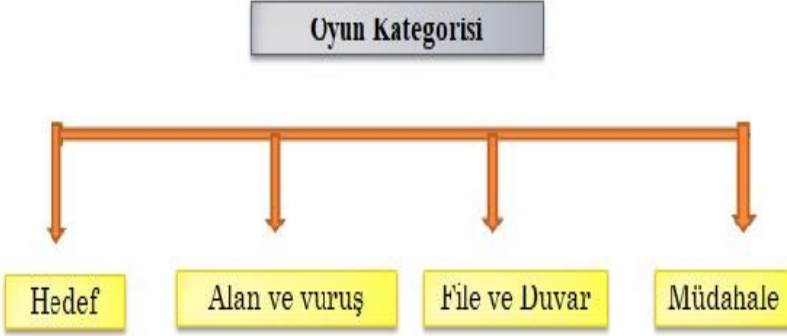 Oyun Kategorisi
Hedef
Alan ve vuruş
File ve Duvar
Müdahale